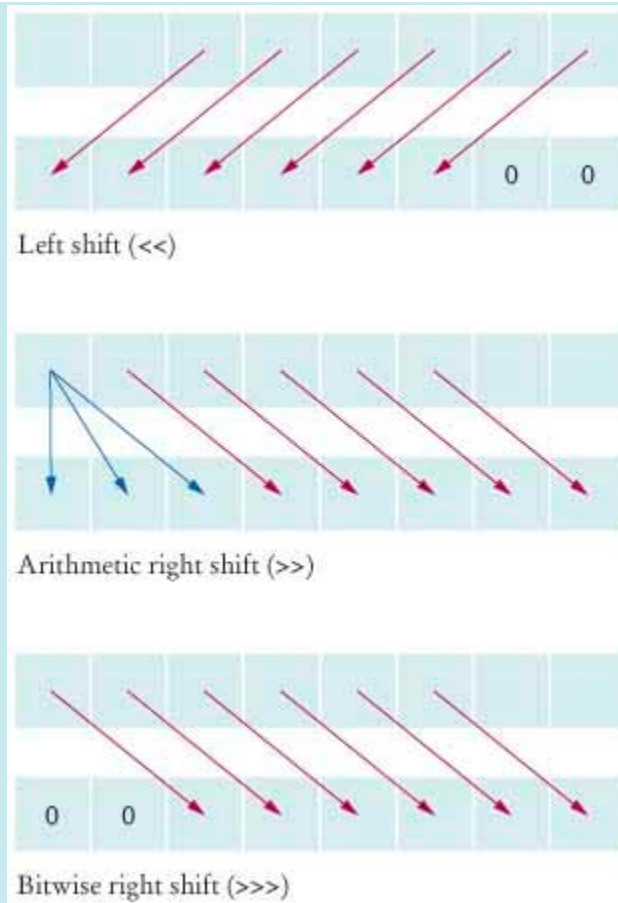 0 0
Left shift (<<)
Arithmetic right shift (>>)
0 0
Bitwise right shift (>>>)